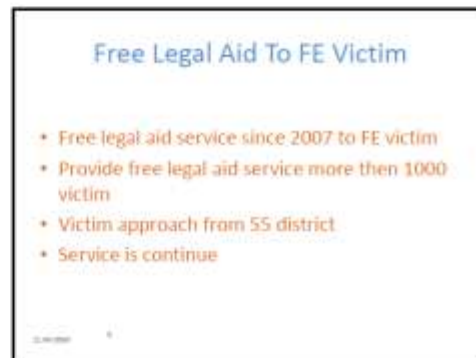 Free Legal Aid To FE Victim
• Free legal aid service since 2007 to FE victim
• Provide free legal aid service more then 1000
victim
• Victim approach from 55 district
• Service is continue